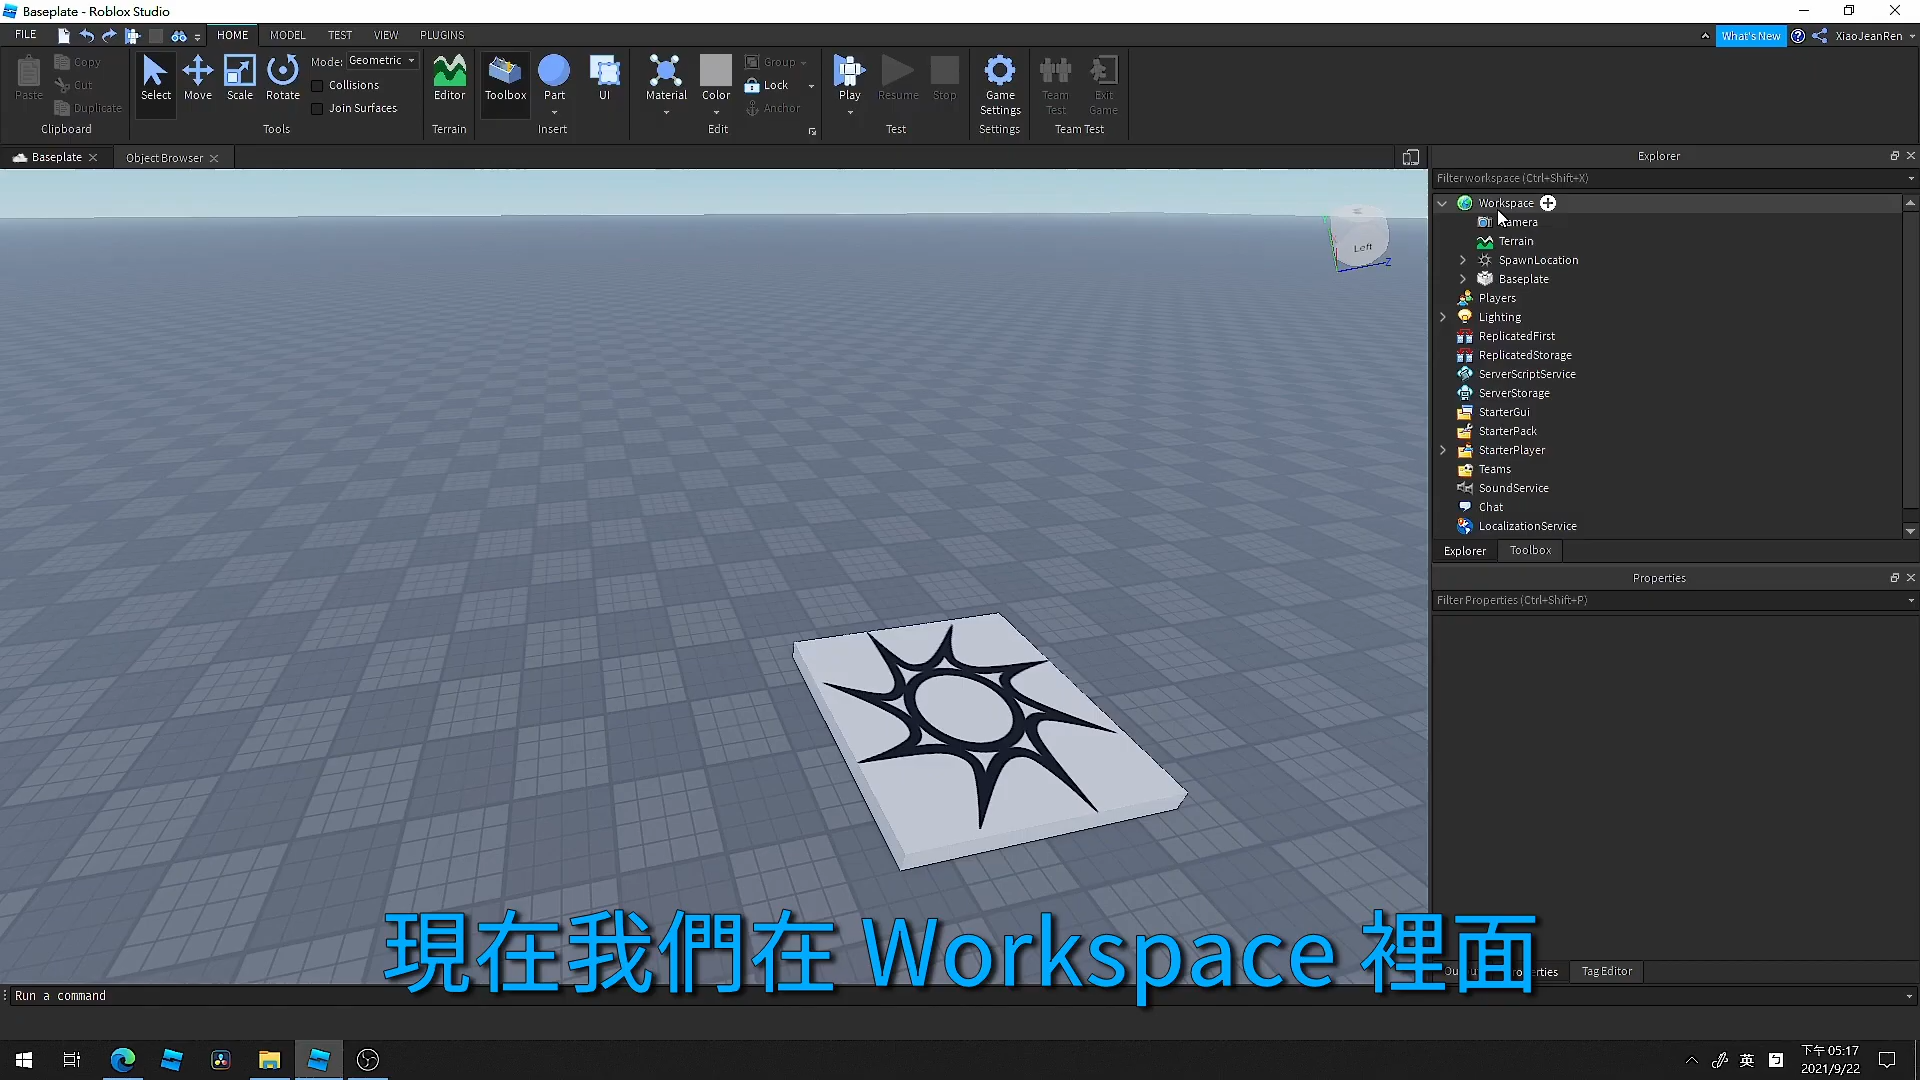 Baseplate - Roblox Studio
FILE
HOME
MODEL
TEST
VIEW
PLUGINS
What's New
XiaoJeanRen
Paste
Copy
Cut
Duplicate
Clipboard
Select
Move
Scale
Rotate
Mode: Geometric
Collisions
Join Surfaces
Tools
Editor
Terrain
Toolbox
Part
UI
Insert
Material
Color
Group
Lock
Anchor
Edit
Play
Resume
Stop
Test
Game
Settings
Settings
Team
Test
Exit
Game
Team Test
Baseplate
Object Browser
Left
Z
Explorer
Filter workspace (Ctrl+Shift+X)
Workspace
Camera
Terrain
SpawnLocation
Baseplate
Players
Lighting
ReplicatedFirst
ReplicatedStorage
ServerScriptService
ServerStorage
StarterGui
StarterPack
StarterPlayer
Teams
SoundService
Chat
LocalizationService
Explorer
Toolbox
Properties
Filter Properties (Ctrl+Shift+P)
現在我們在 Workspace 裡面
Tag Editor
Run a command
英
下午 05:17
2021/9/22